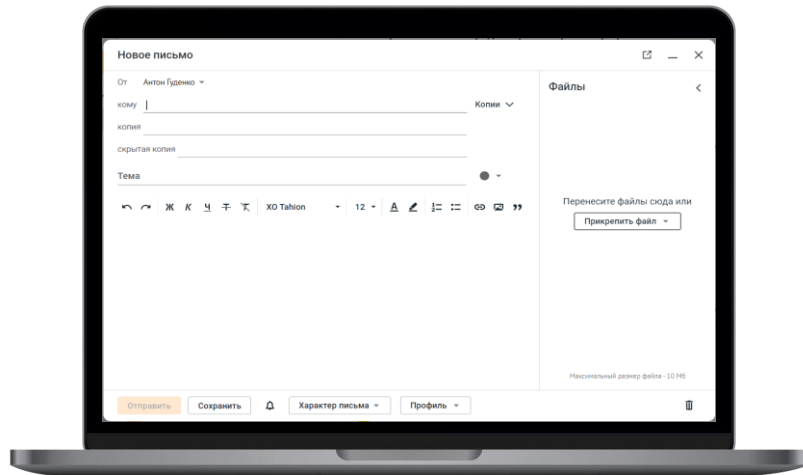 Новое письмо
От Антон Гуденко
кому Копии
копия
скрытая копия
Тема
Ж К Ч Т Т XO Tahion 12 A
Файлы
Перенесите файлы сюда или
Прикрепить файл
Максимальный размер файла - 10 Мб
Отправить Сохранить Характер письма Профиль